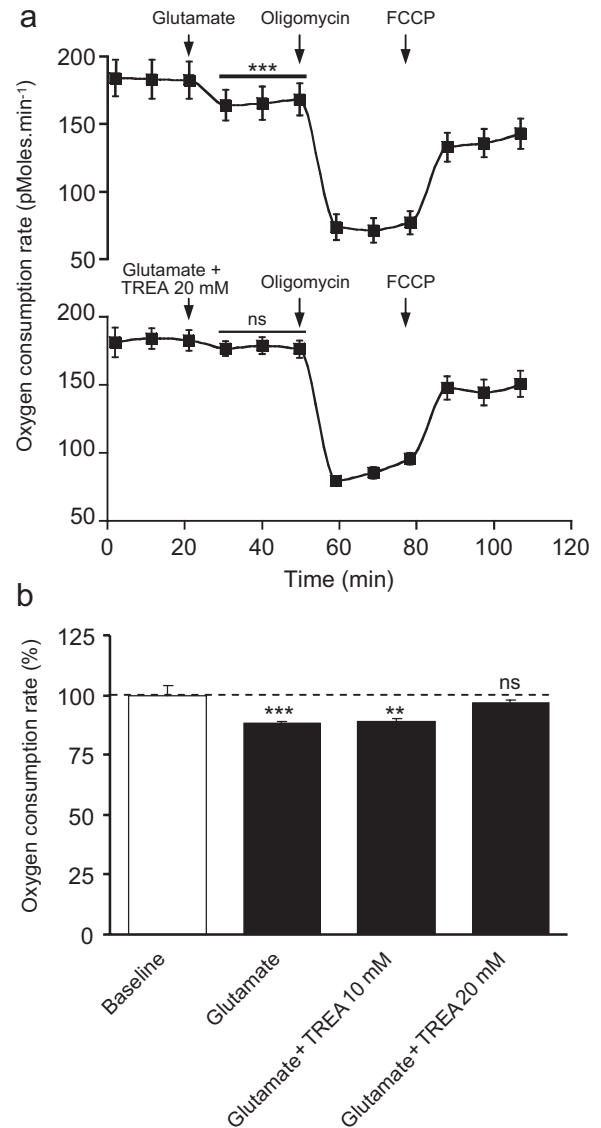 a
Glutamate Oligomycin FCCP
***
200
150
100
50
Glutamate +
TREA 20 mM
Oligomycin FCCP
ns
200
150
100
50
0 20 40 60 80 100 120
Time (min)
Oxygen consumption rate (pMoles.min⁻¹)
b
125
100
75
50
25
0
Oxygen consumption rate (%)
*** ** ns
Baseline
Glutamate
Glutamate+ TREA 10 mM
Glutamate+ TREA 20 mM